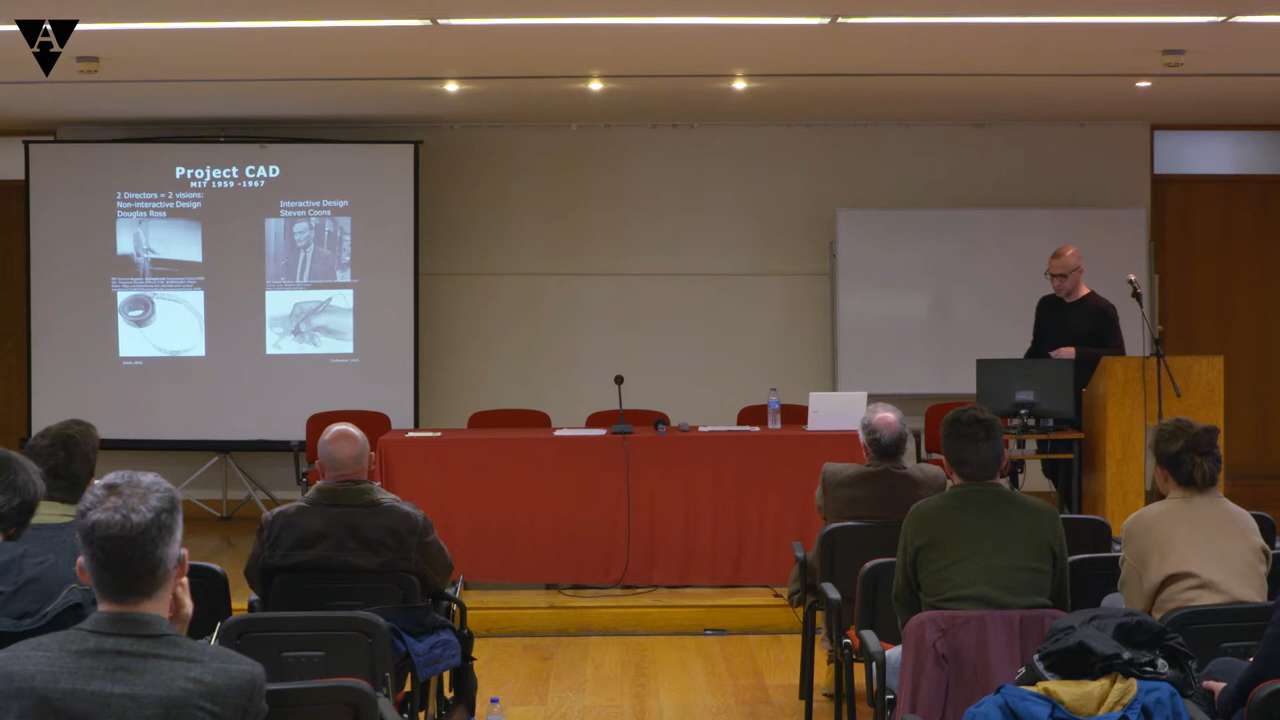 A
Project CAD
MIT 1959 -1967
2 Directors = 2 visions:
Non-interactive Design
Douglas Ross
Interactive Design
Steven Coons